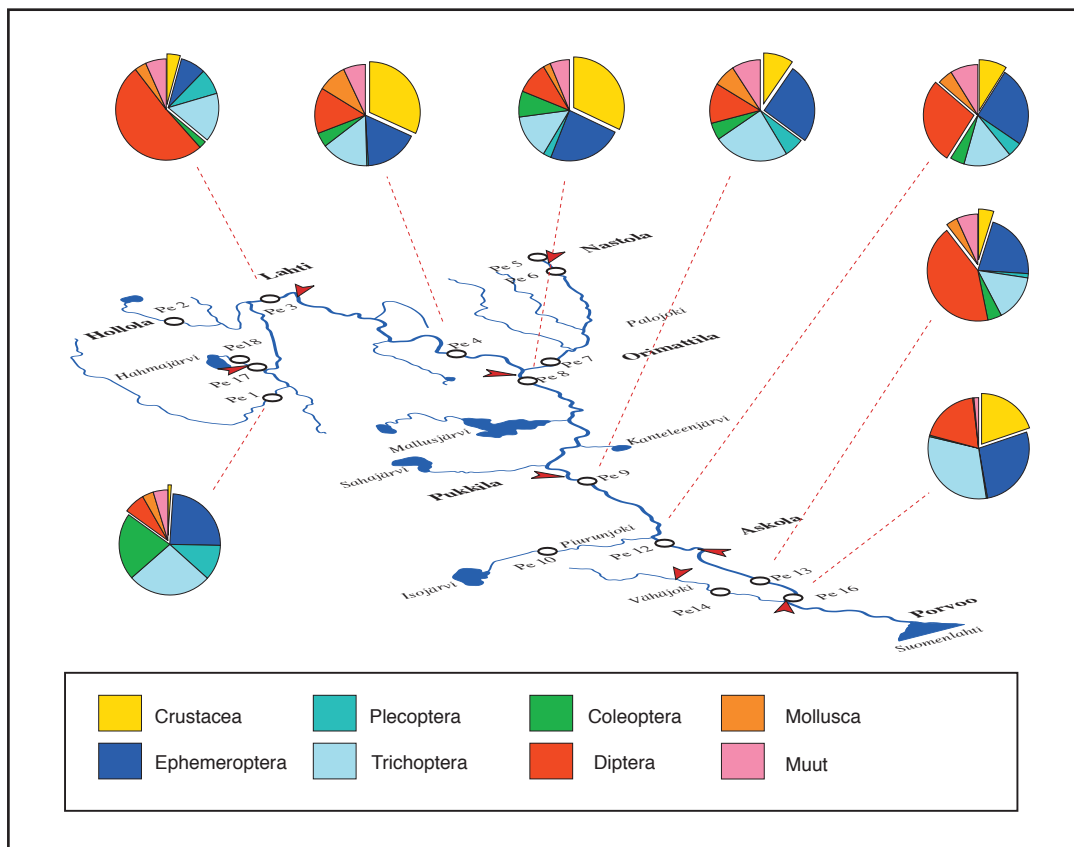 Nastola
Pe 5
Lahti
Pe 6
Pe 3
Pe 2
Hollola
Palojoki
Orimattila
Pe18
Hahmajärvi
Pe 4
Pe 7
Pe 17
Pe 8
Pe 1
Mallusjärvi
Kanteleenjärvi
Sahajärvi
Pukkila
Pe 9
Askola
Piurunjoki
Pe 12
Pe 10
Isojärvi
Pe 13
Vähäjoki
Pe14
Pe 16
Porvoo
Suomenlahti
Crustacea Plecoptera Coleoptera Mollusca
Ephemeroptera Trichoptera Diptera Muut